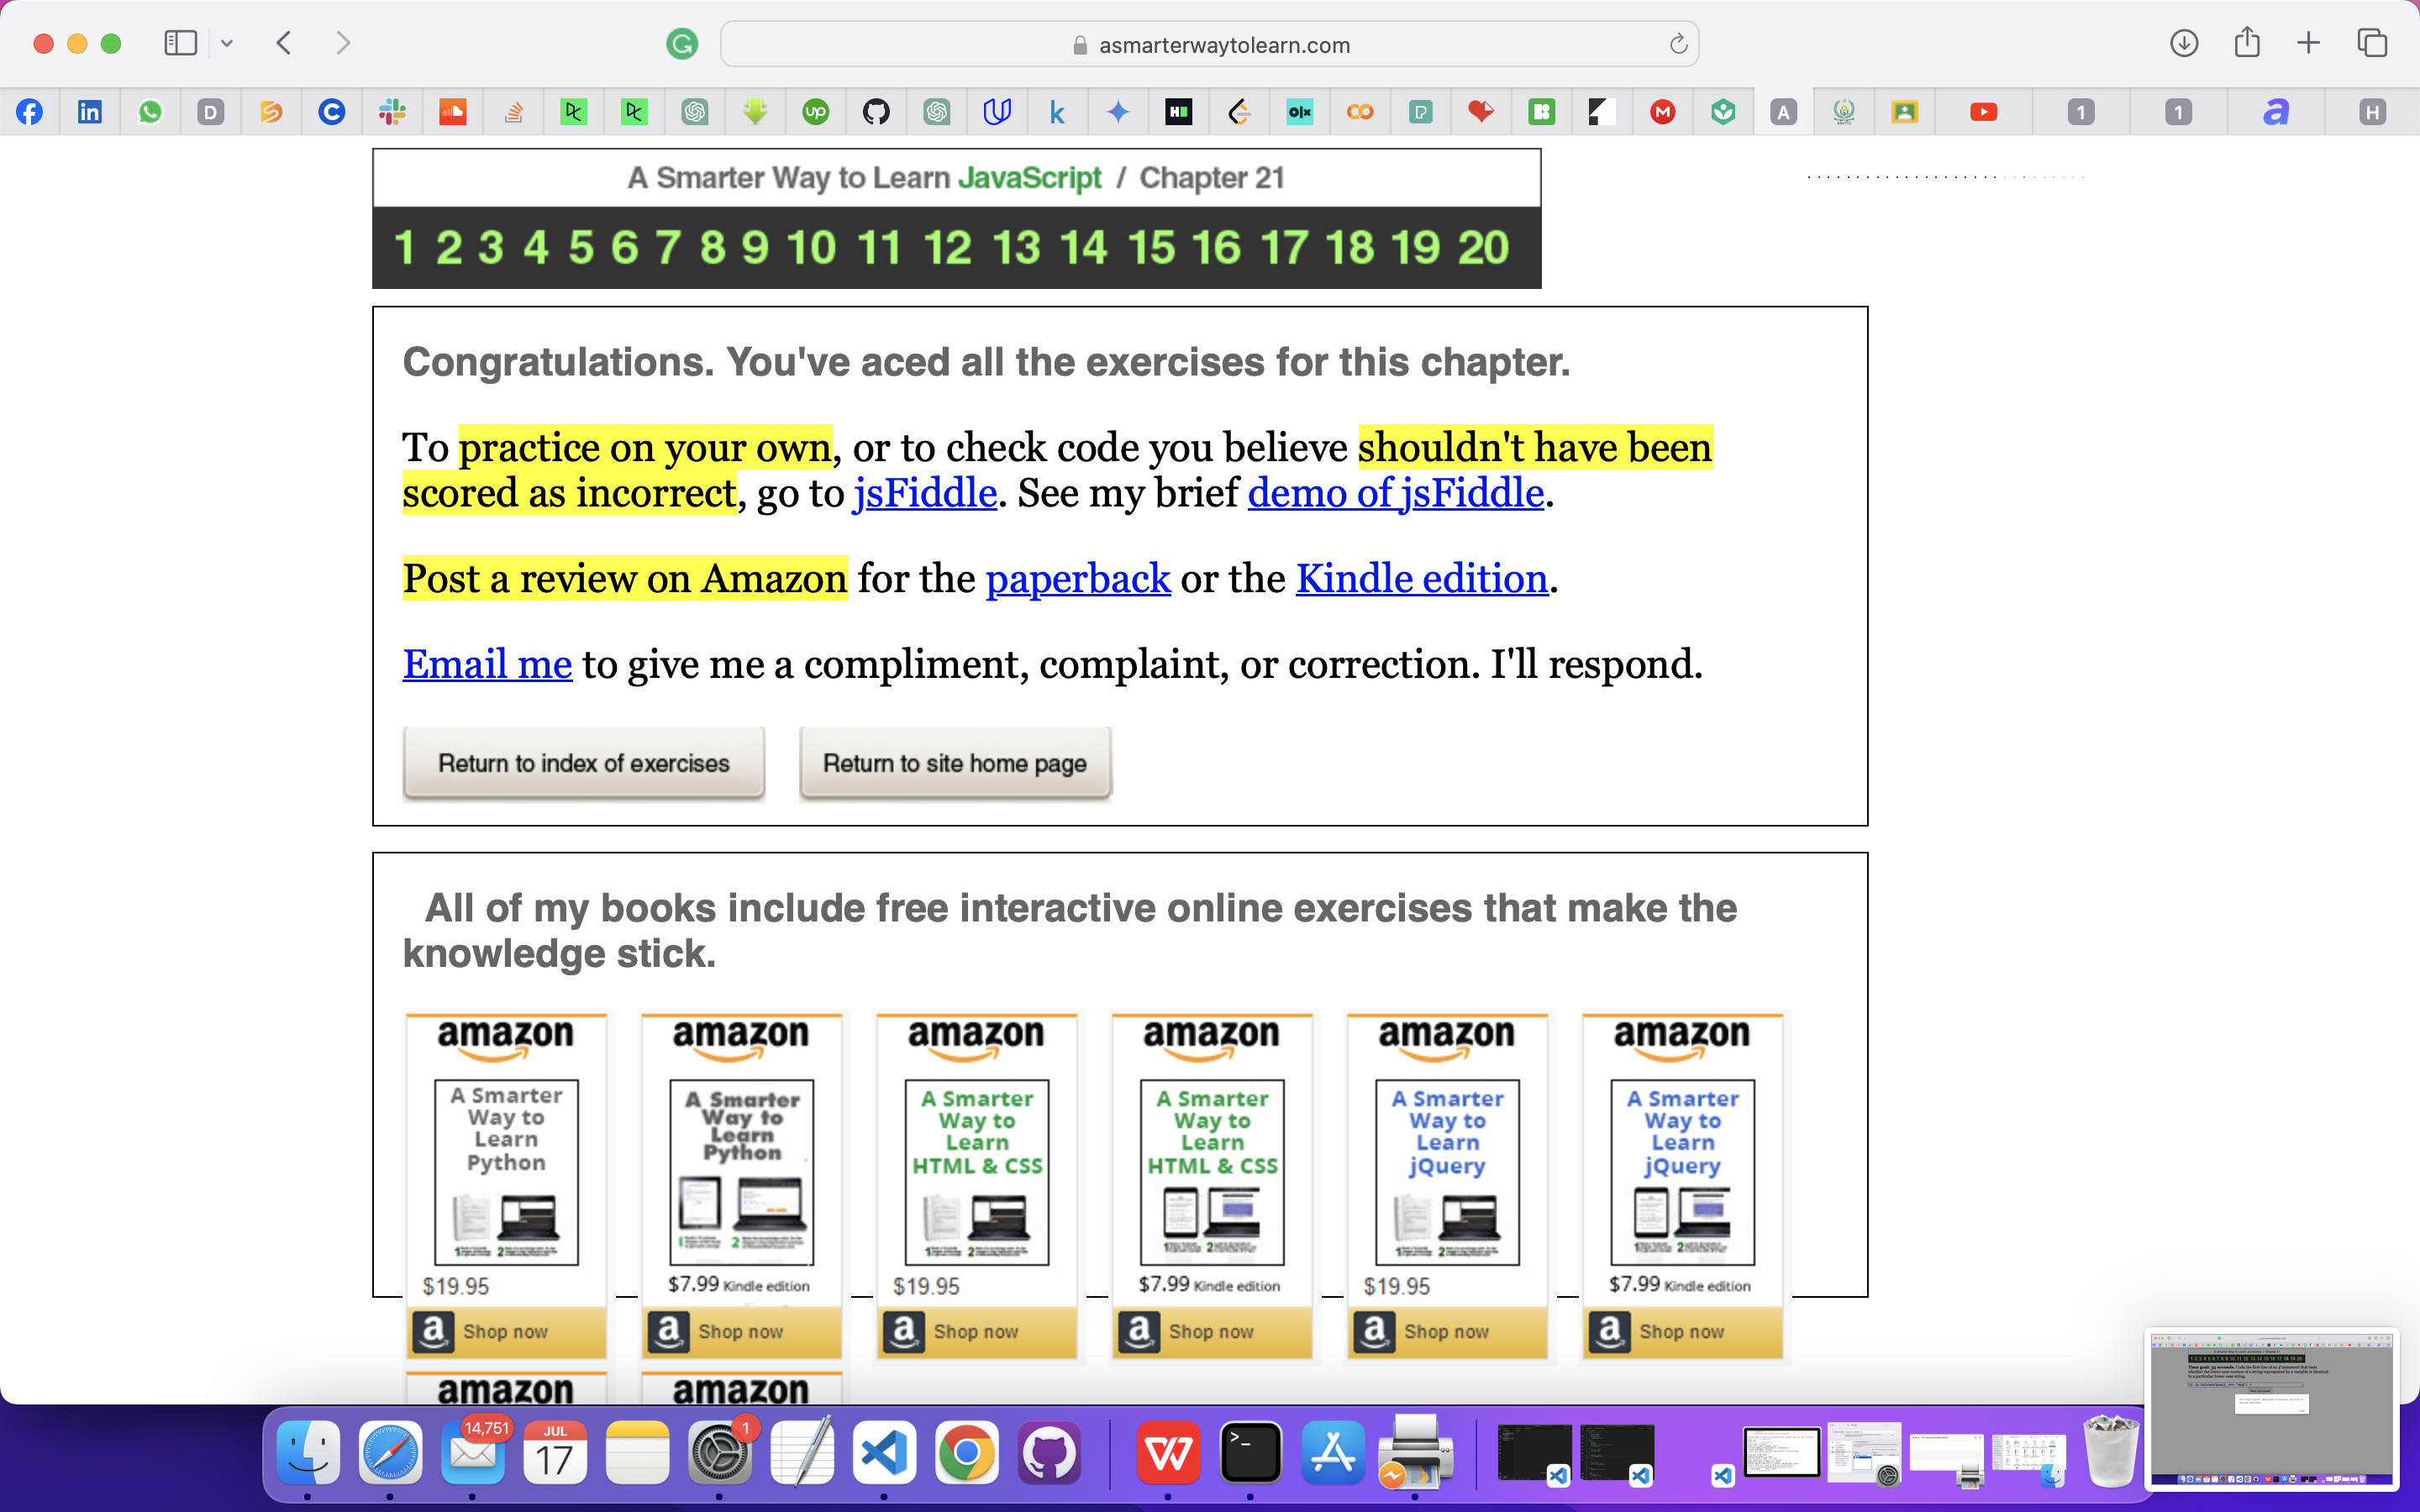 asmarterwaytolearn.com
A Smarter Way to Learn JavaScript / Chapter 21
1 2 3 4 5 6 7 8 9 10 11 12 13 14 15 16 17 18 19 20
Congratulations. You've aced all the exercises for this chapter.
To practice on your own, or to check code you believe shouldn't have been
scored as incorrect, go to jsFiddle. See my brief demo of jsFiddle.
Post a review on Amazon for the paperback or the Kindle edition.
Email me to give me a compliment, complaint, or correction. I'll respond.
Return to index of exercises
Return to site home page
All of my books include free interactive online exercises that make the
knowledge stick.
amazon amazon amazon amazon amazon amazon
A Smarter
Way to
Learn
Python
A Smarter
Way to
Learn
Python
A Smarter
Way to
Learn
HTML & CSS
A Smarter
Way to
Learn
HTML & CSS
A Smarter
Way to
Learn
jQuery
A Smarter
Way to
Learn
jQuery
$19.95 $7.99 Kindle edition $19.95 $7.99 Kindle edition $19.95 $7.99 Kindle edition
Shop now Shop now Shop now Shop now Shop now Shop now
amazon amazon
14,751
JUL
17
1